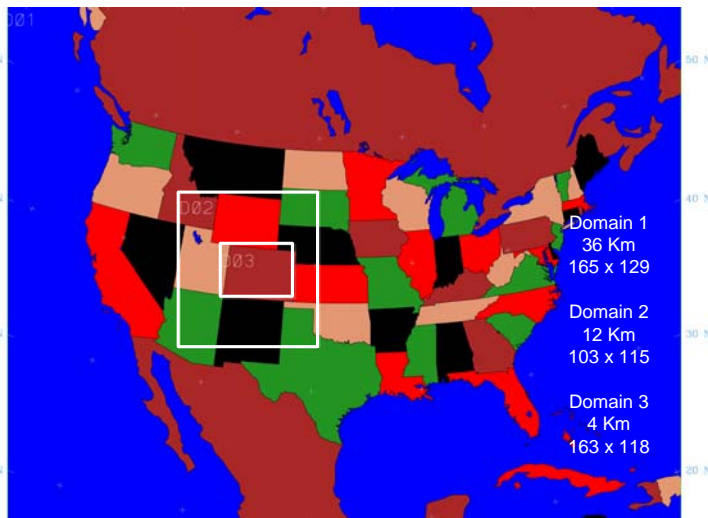 D01
50 N
40 N
D02
Domain 1
36 Km
165 x 129
D03
Domain 2
12 Km
103 x 115
30 N
Domain 3
4 Km
163 x 118
20 N